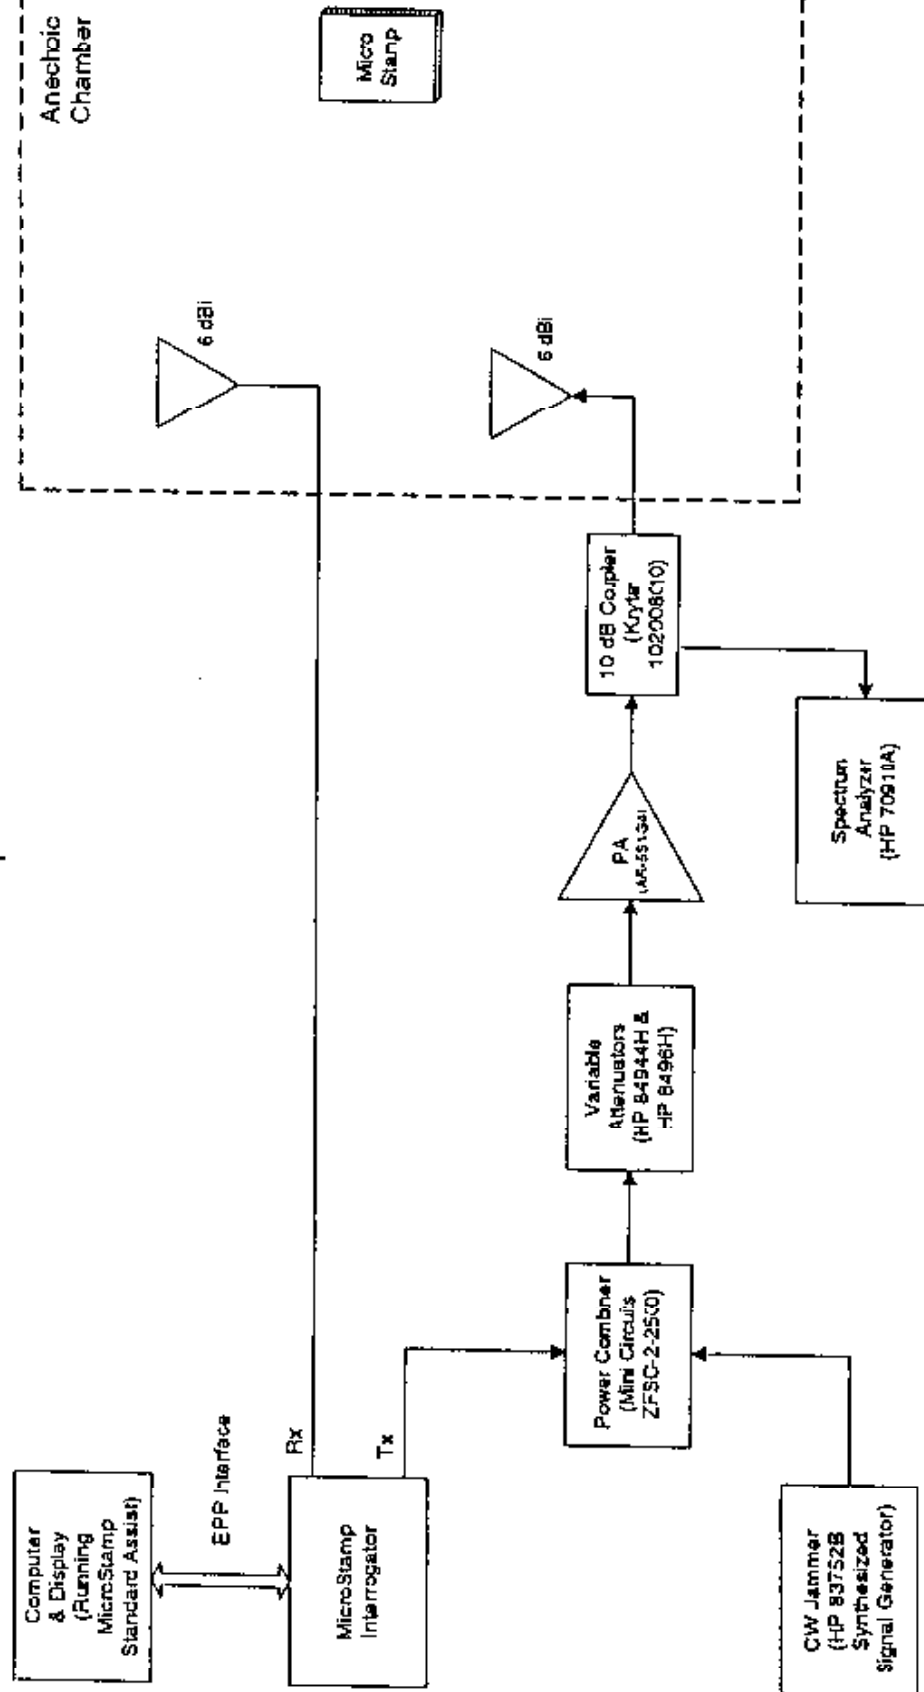 Computer
& Display
(Running
MicroStamp
Standard Assist)
EPP Interface
MicroStamp
Interrogator
Rx
Tx
CW Jammer
(HP 83752B
Synthesized
Signal Generator)
Power Combiner
(Mini Circuits
ZFSC-2-2500)
Variable
Attenuators
(HP 84944H &
HP 8496H)
PA
10 dB Coupler
(Krytar
102008010)
Spectrum
Analyzer
(HP 70910A)
6 dBi
6 dBi
Anechoic
Chamber
Micro
Stamp